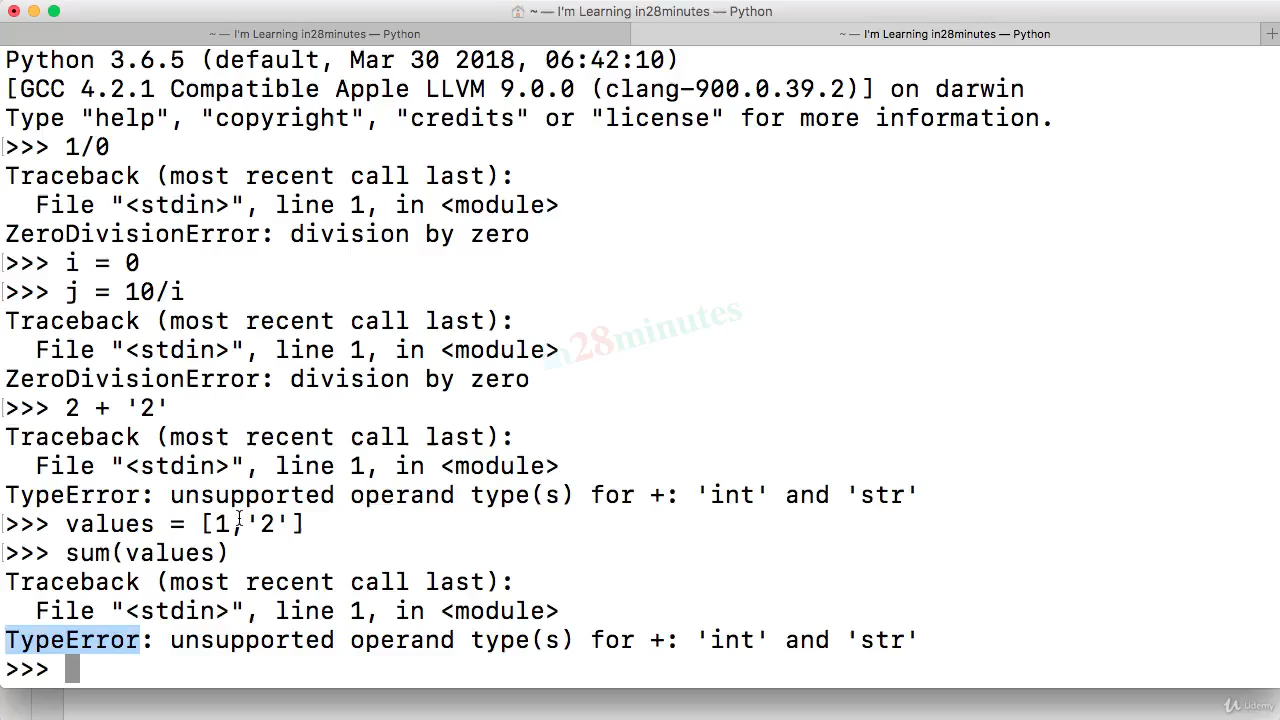 ~ — I'm Learning in28minutes — Python
~ — I'm Learning in28minutes — Python
~ — I'm Learning in28minutes — Python
Python 3.6.5 (default, Mar 30 2018, 06:42:10)
[GCC 4.2.1 Compatible Apple LLVM 9.0.0 (clang-900.0.39.2)] on darwin
Type "help", "copyright", "credits" or "license" for more information.
>>> 1/0
Traceback (most recent call last):
  File "<stdin>", line 1, in <module>
ZeroDivisionError: division by zero
>>> i = 0
>>> j = 10/i
Traceback (most recent call last):
  File "<stdin>", line 1, in <module>
ZeroDivisionError: division by zero
>>> 2 + '2'
Traceback (most recent call last):
  File "<stdin>", line 1, in <module>
TypeError: unsupported operand type(s) for +: 'int' and 'str'
>>> values = [1,'2']
>>> sum(values)
Traceback (most recent call last):
  File "<stdin>", line 1, in <module>
TypeError: unsupported operand type(s) for +: 'int' and 'str'
>>>
in28minutes
Udemy